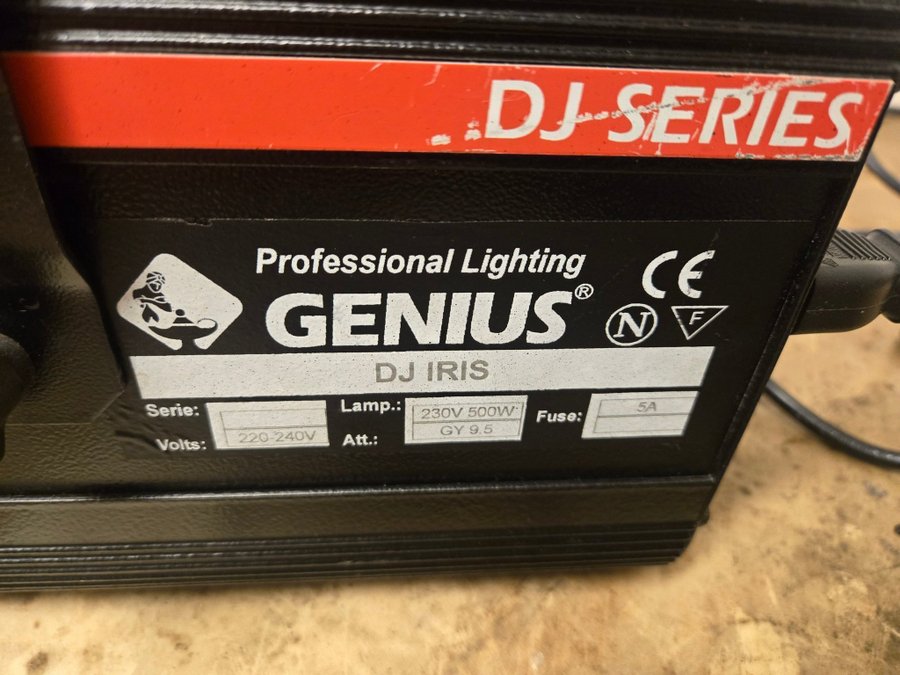 DJ SERIES
Professional Lighting
GENIUS®
CE
N F
DJ IRIS
Serie:
Volts: 220-240V
Lamp.: 230V 500W
Att.: GY 9.5
Fuse: 5A